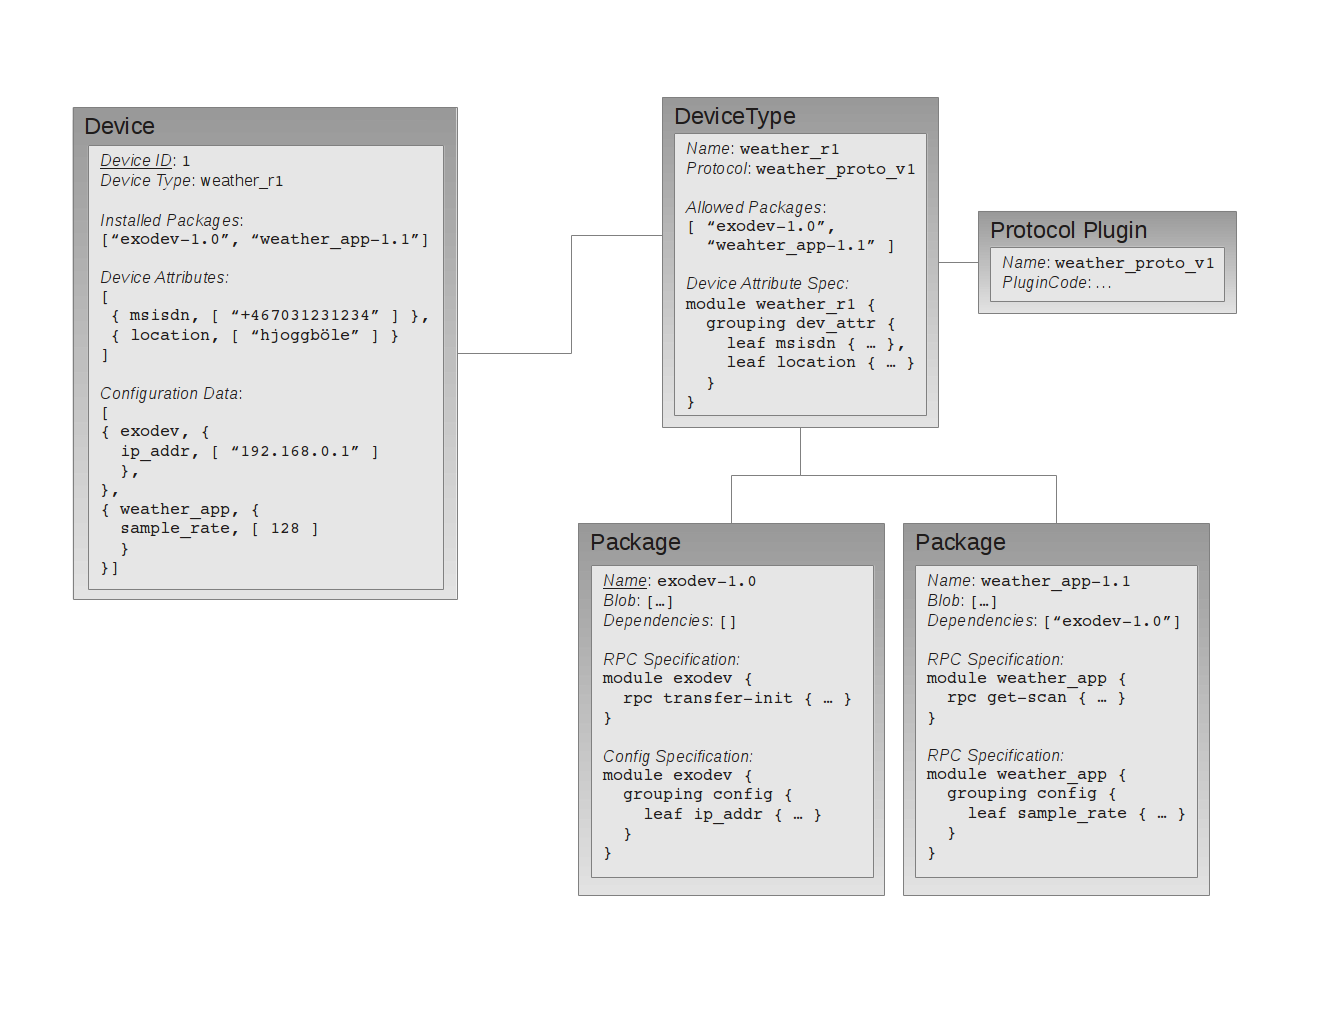 Device
Device ID: 1
Device Type: weather_r1
Installed Packages:
[“exodev-1.0”, “weather_app-1.1”]
Device Attributes:
[
{ msisdn, [ “+467031231234” ] },
{ location, [ “hjoggböle” ] }
]
Configuration Data:
[
{ exodev, {
ip_addr, [ “192.168.0.1” ]
},
},
{ weather_app, {
sample_rate, [ 128 ]
}
}]
DeviceType
Name: weather_r1
Protocol: weather_proto_v1
Allowed Packages:
[ “exodev-1.0”,
“weahter_app-1.1” ]
Device Attribute Spec:
module weather_r1 {
grouping dev_attr {
leaf msisdn { … },
leaf location { … }
}
}
Protocol Plugin
Name: weather_proto_v1
PluginCode: …
Package
Name: exodev-1.0
Blob: […]
Dependencies: []
RPC Specification:
module exodev {
rpc transfer-init { … }
}
Config Specification:
module exodev {
grouping config {
leaf ip_addr { … }
}
}
Package
Name: weather_app-1.1
Blob: […]
Dependencies: [“exodev-1.0”]
RPC Specification:
module weather_app {
rpc get-scan { … }
}
RPC Specification:
module weather_app {
grouping config {
leaf sample_rate { … }
}
}